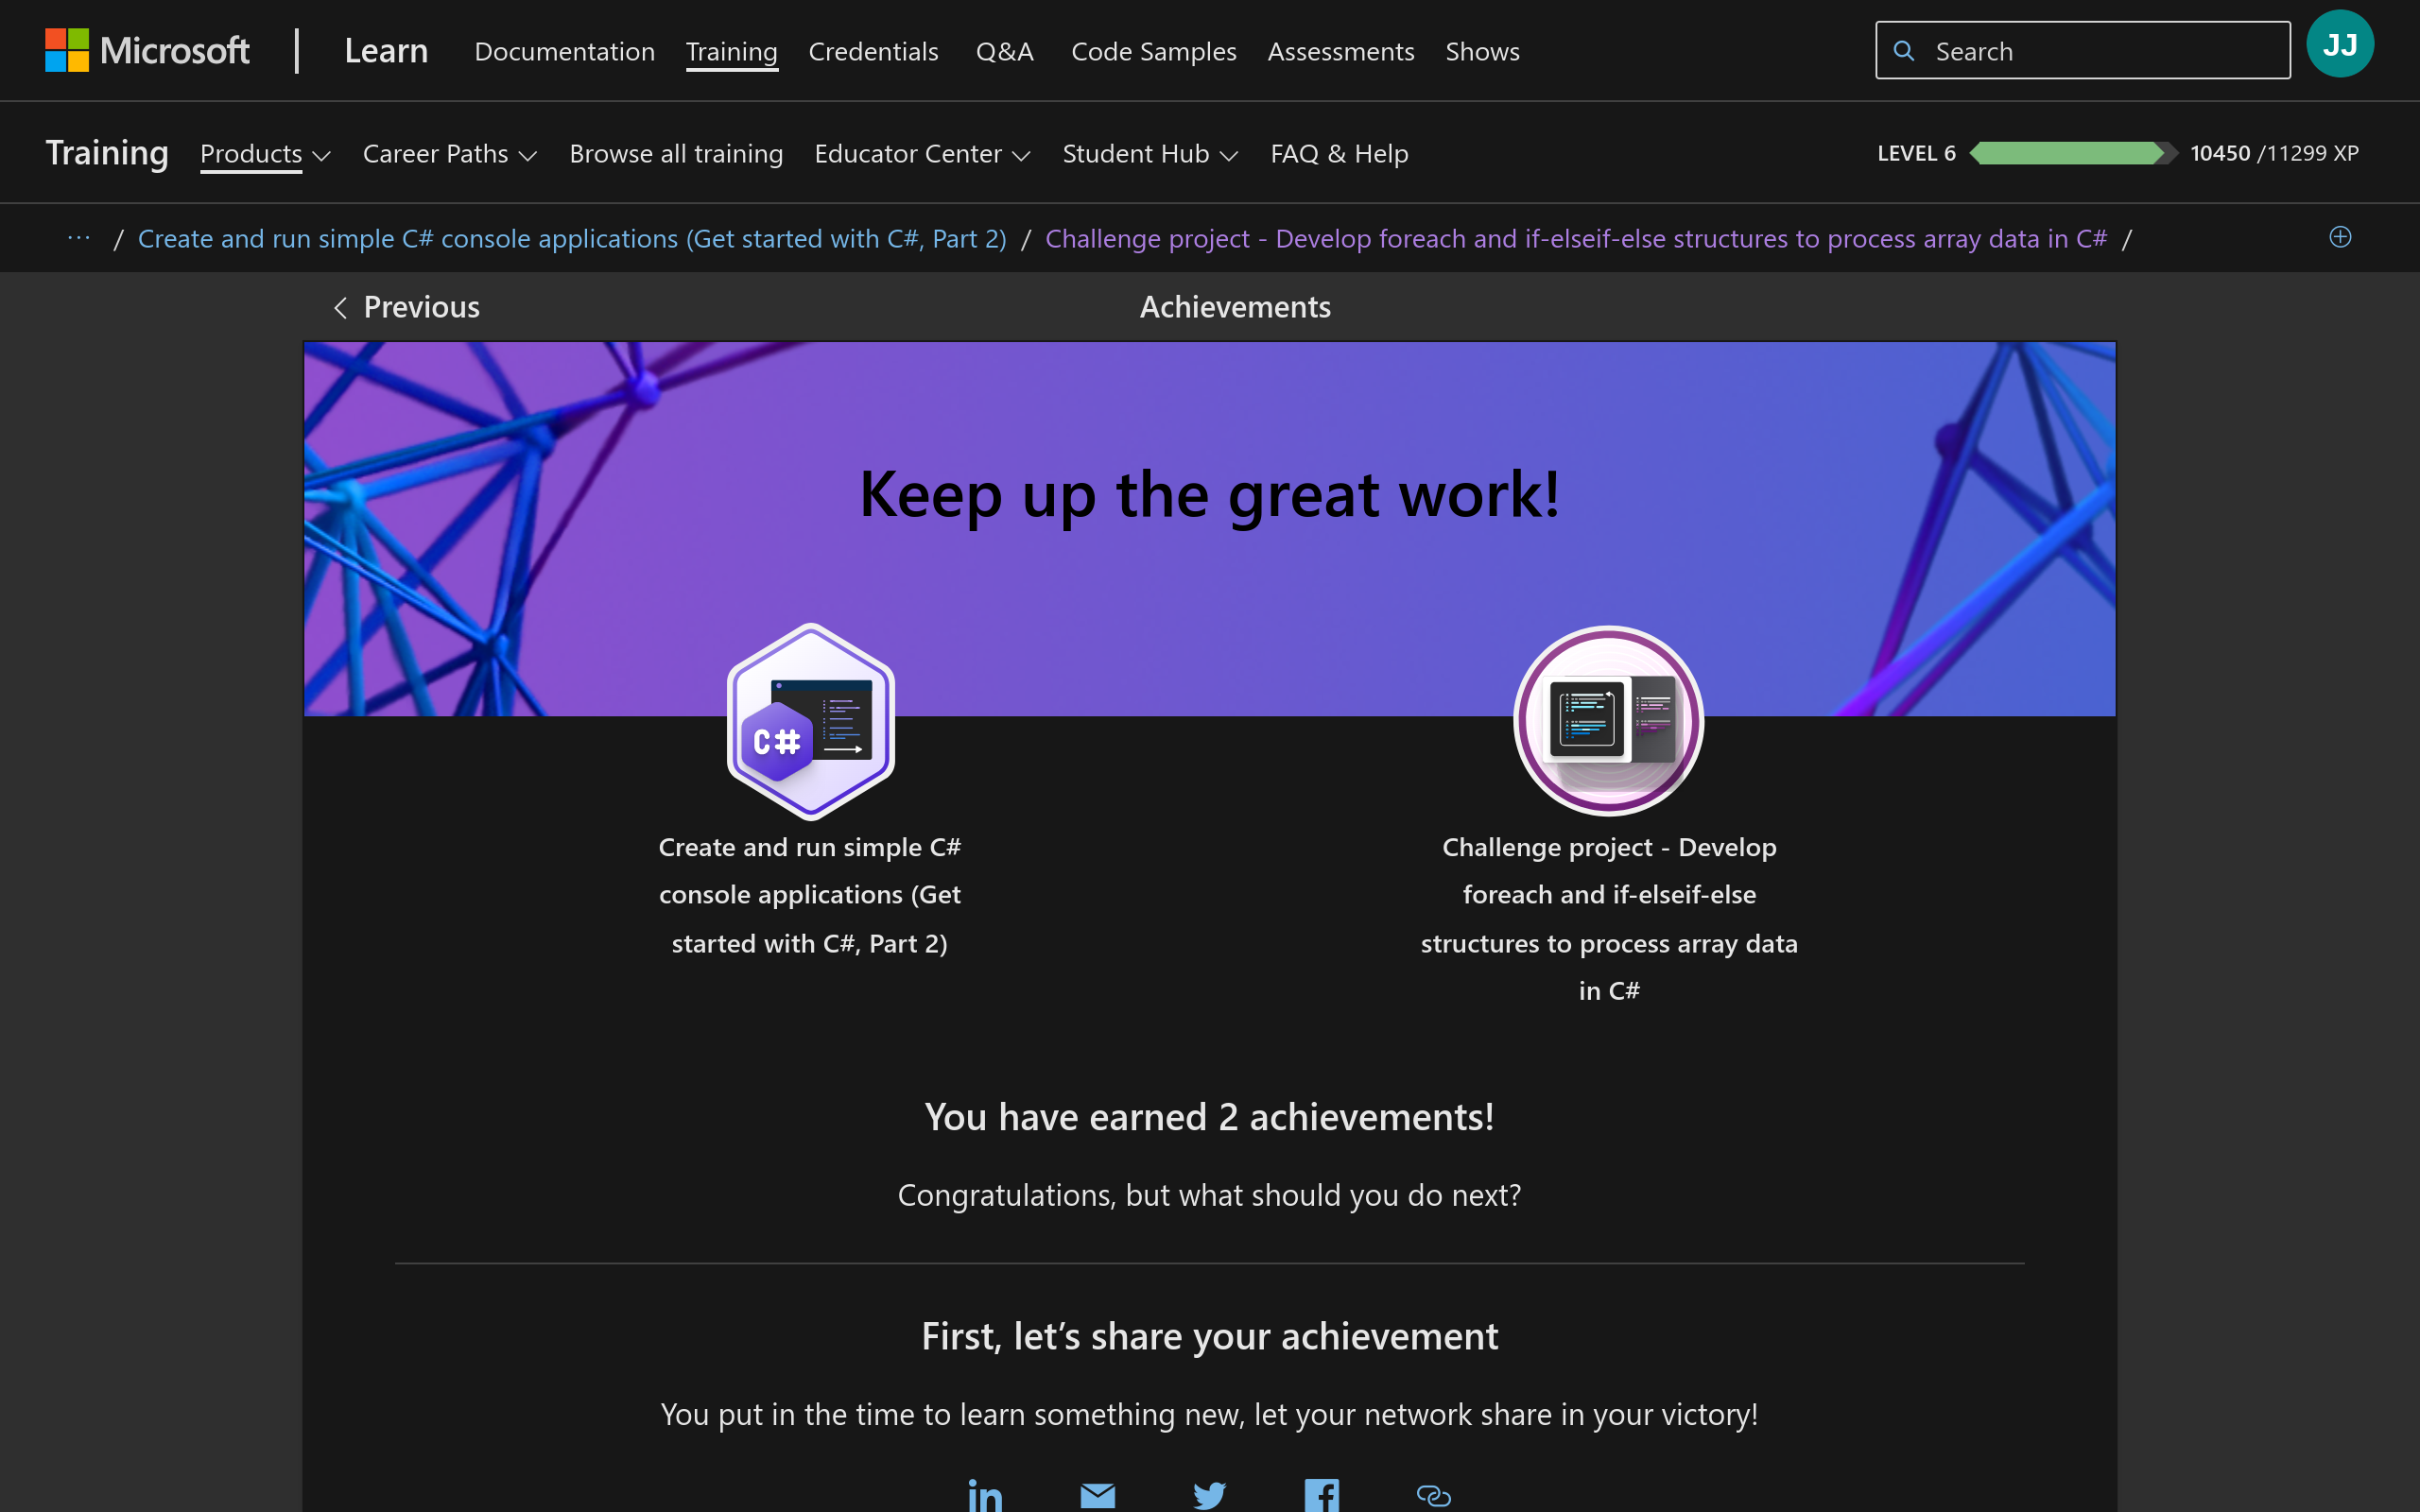 Microsoft Learn Documentation Training Credentials Q&A Code Samples Assessments Shows Search JJ
Training Products Career Paths Browse all training Educator Center Student Hub FAQ & Help LEVEL 6 10450 /11299 XP
··· / Create and run simple C# console applications (Get started with C#, Part 2) / Challenge project - Develop foreach and if-elseif-else structures to process array data in C# /
Previous Achievements
Keep up the great work!
C#
Create and run simple C#
console applications (Get
started with C#, Part 2)
Challenge project - Develop
foreach and if-elseif-else
structures to process array data
in C#
You have earned 2 achievements!
Congratulations, but what should you do next?
First, let’s share your achievement
You put in the time to learn something new, let your network share in your victory!